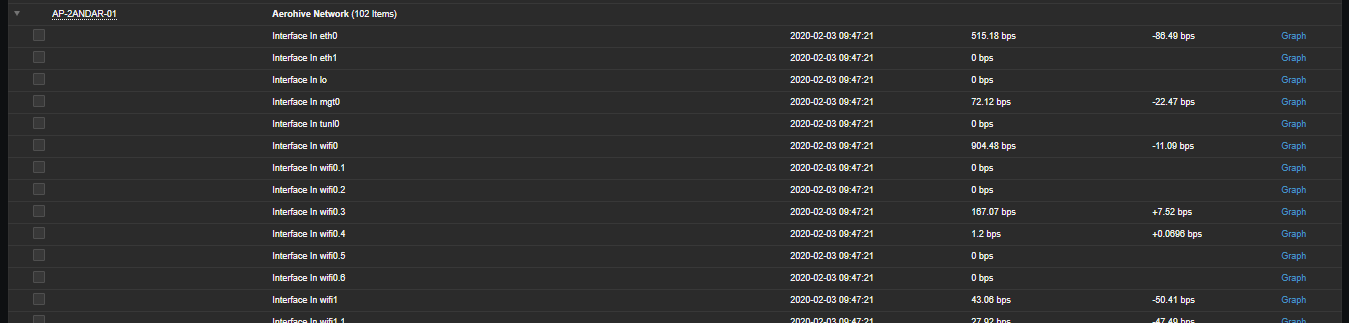 AP-2ANDAR-01 Aerohive Network (102 Items)
Interface In eth0 2020-02-03 09:47:21 515.18 bps -86.49 bps Graph
Interface In eth1 2020-02-03 09:47:21 0 bps Graph
Interface In lo 2020-02-03 09:47:21 0 bps Graph
Interface In mgt0 2020-02-03 09:47:21 72.12 bps -22.47 bps Graph
Interface In tunl0 2020-02-03 09:47:21 0 bps Graph
Interface In wifi0 2020-02-03 09:47:21 904.48 bps -11.09 bps Graph
Interface In wifi0.1 2020-02-03 09:47:21 0 bps Graph
Interface In wifi0.2 2020-02-03 09:47:21 0 bps Graph
Interface In wifi0.3 2020-02-03 09:47:21 167.07 bps +7.52 bps Graph
Interface In wifi0.4 2020-02-03 09:47:21 1.2 bps +0.0696 bps Graph
Interface In wifi0.5 2020-02-03 09:47:21 0 bps Graph
Interface In wifi0.6 2020-02-03 09:47:21 0 bps Graph
Interface In wifi1 2020-02-03 09:47:21 43.06 bps -50.41 bps Graph
Interface In wifi1.1 2020-02-03 09:47:21 27.92 bps -47.49 bps Graph